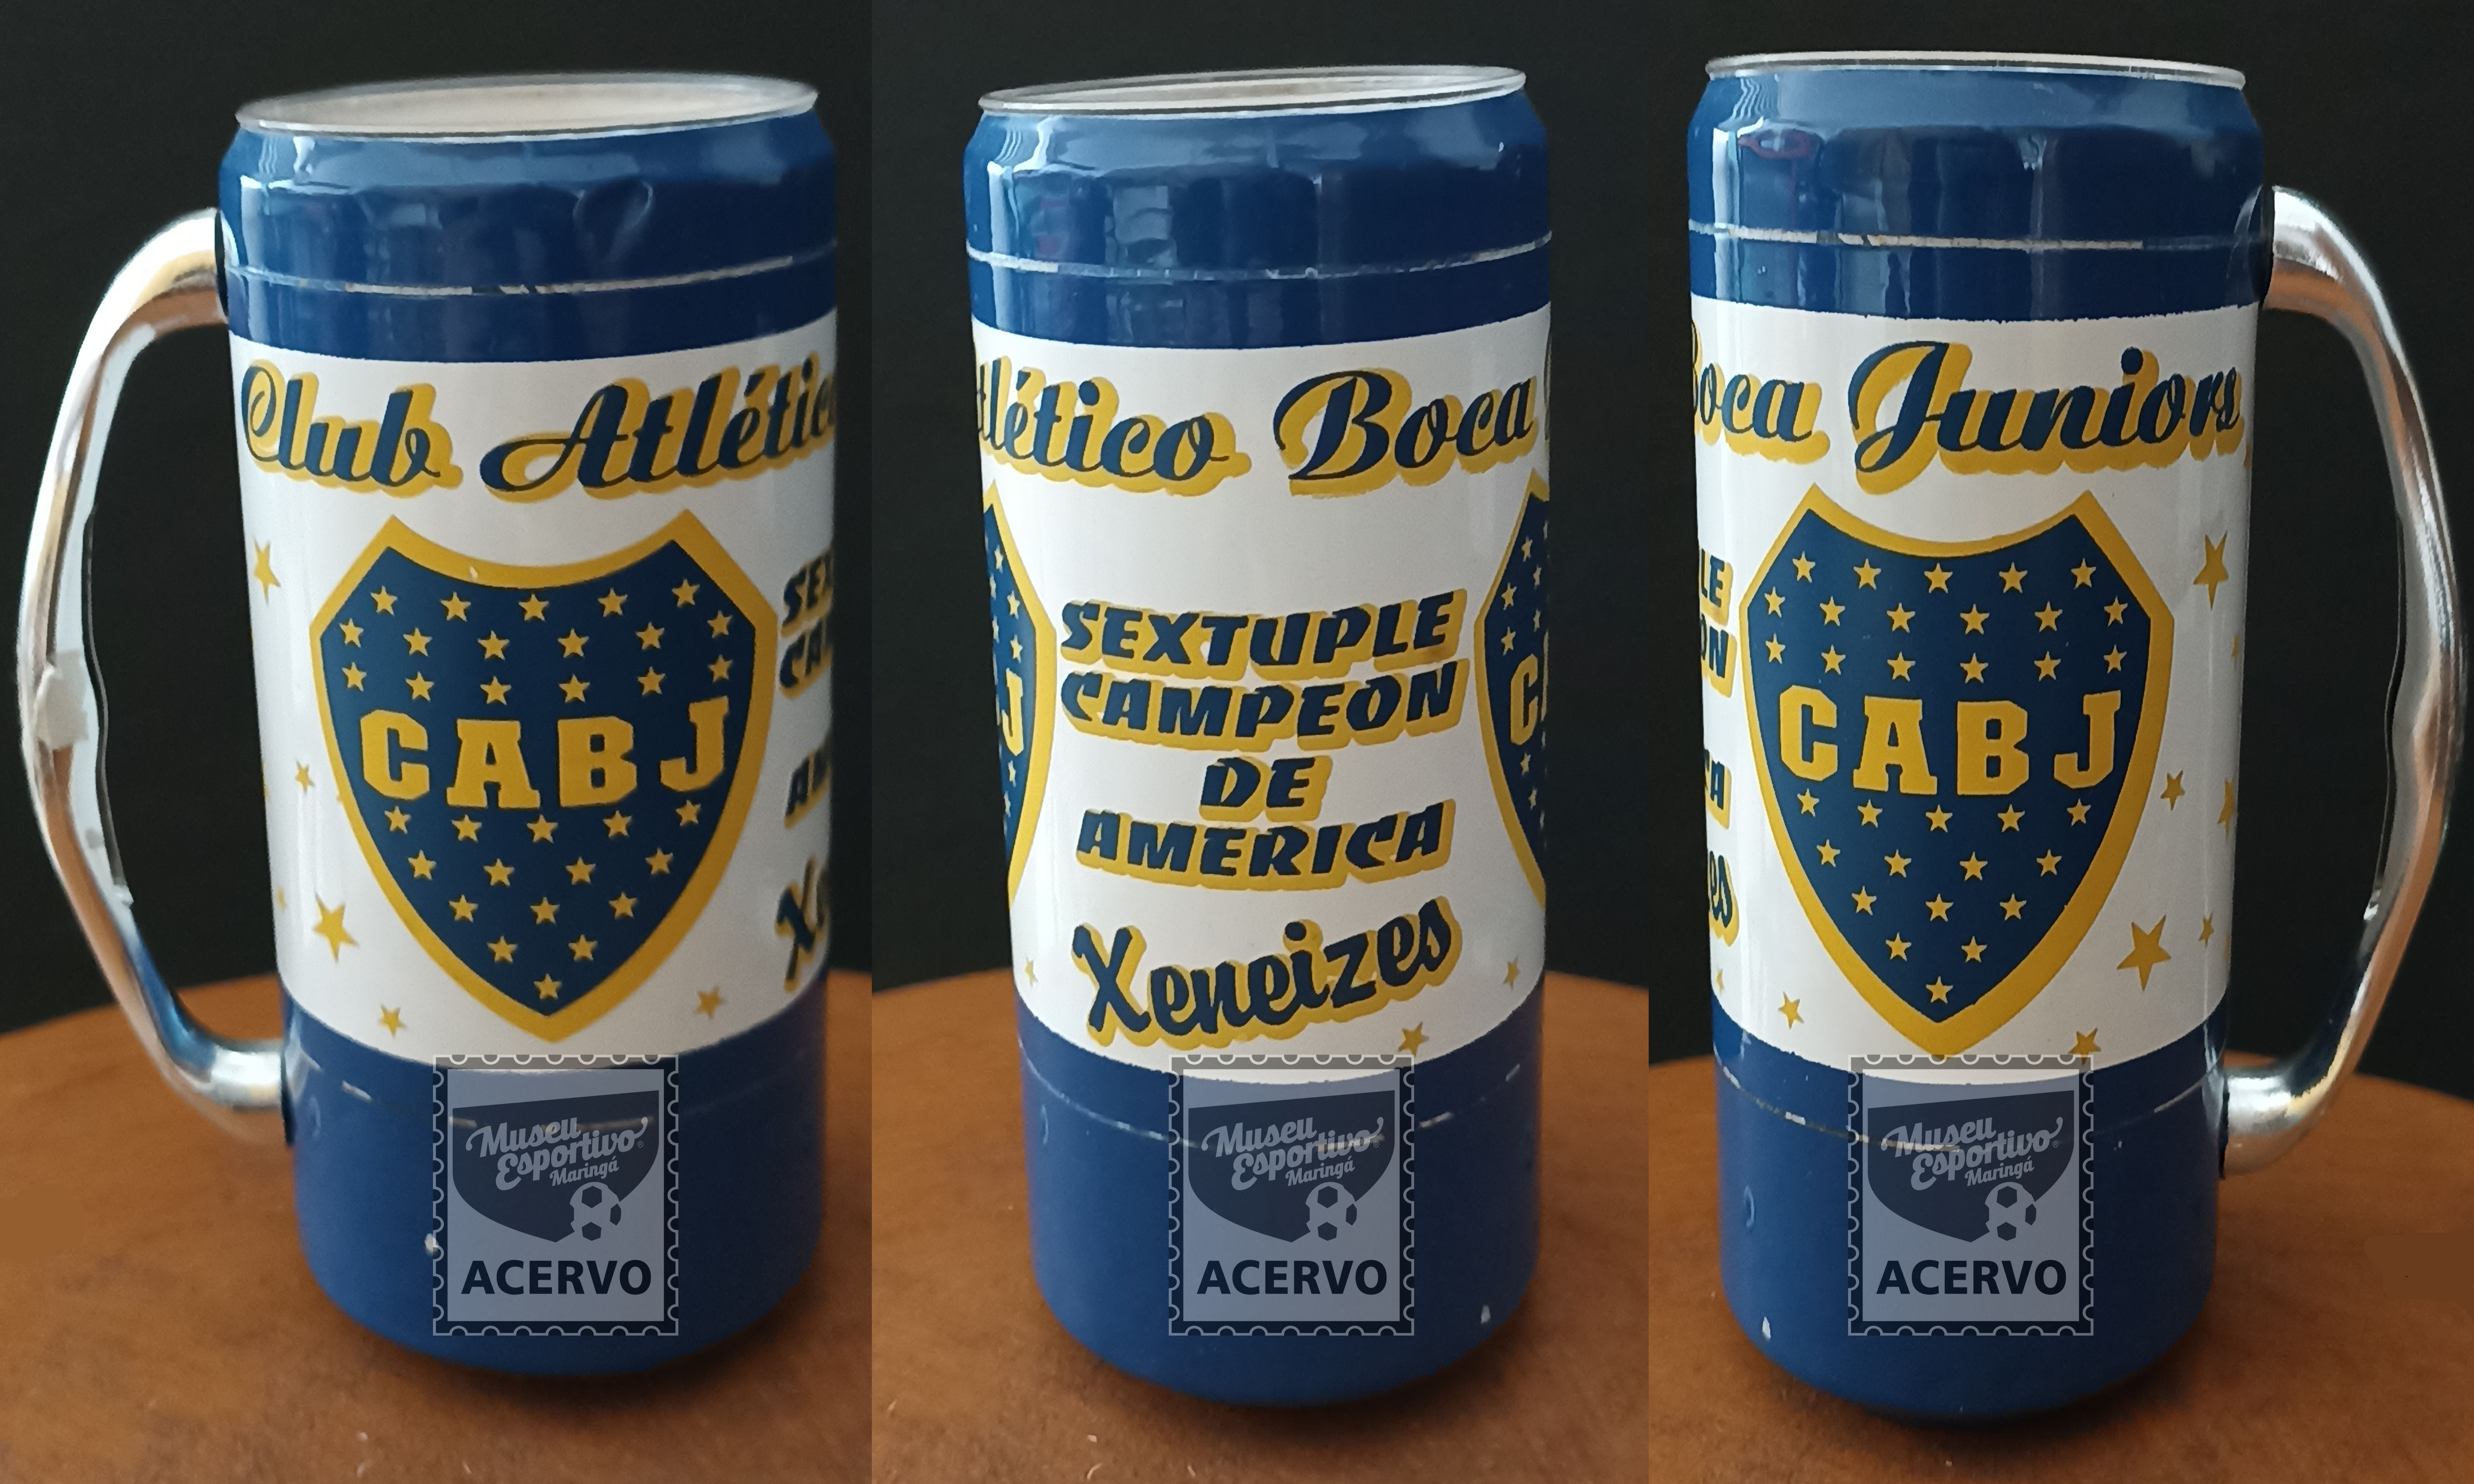 Club Atlético
CABJ
Museu
Esportivo
Maringá
ACERVO
Atlético Boca
SEXTUPLE
CAMPEON
DE
AMERICA
Xeneizes
Museu
Esportivo
Maringá
ACERVO
Boca Juniors
CABJ
Museu
Esportivo
Maringá
ACERVO